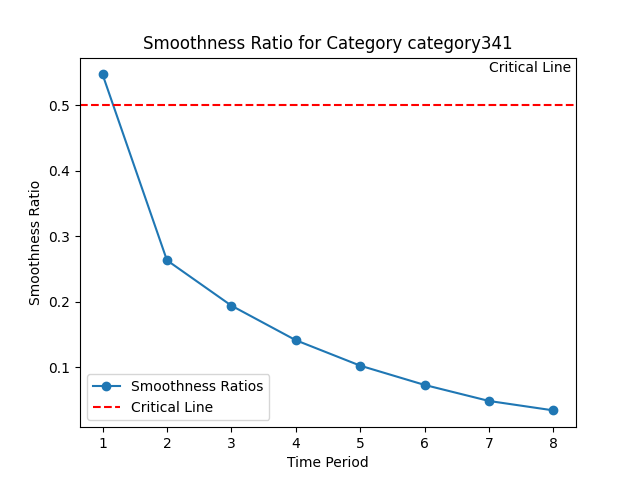 Smoothness Ratio for Category category341
Critical Line
Smoothness Ratio
0.5
0.4
0.3
0.2
0.1
Smoothness Ratios
Critical Line
1 2 3 4 5 6 7 8
Time Period